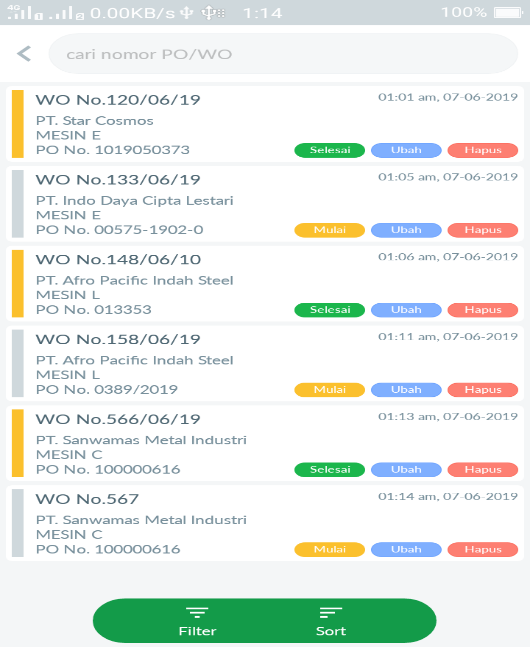 4G 0.00KB/s 1:14 100%
cari nomor PO/WO
WO No.120/06/19 01:01 am, 07-06-2019
PT. Star Cosmos
MESIN E
PO No. 1019050373 Selesai Ubah Hapus
WO No.133/06/19 01:05 am, 07-06-2019
PT. Indo Daya Cipta Lestari
MESIN E
PO No. 00575-1902-0 Mulai Ubah Hapus
WO No.148/06/10 01:06 am, 07-06-2019
PT. Afro Pacific Indah Steel
MESIN L
PO No. 013353 Selesai Ubah Hapus
WO No.158/06/19 01:11 am, 07-06-2019
PT. Afro Pacific Indah Steel
MESIN L
PO No. 0389/2019 Mulai Ubah Hapus
WO No.566/06/19 01:13 am, 07-06-2019
PT. Sanwamas Metal Industri
MESIN C
PO No. 100000616 Selesai Ubah Hapus
WO No.567 01:14 am, 07-06-2019
PT. Sanwamas Metal Industri
MESIN C
PO No. 100000616 Mulai Ubah Hapus
Filter Sort